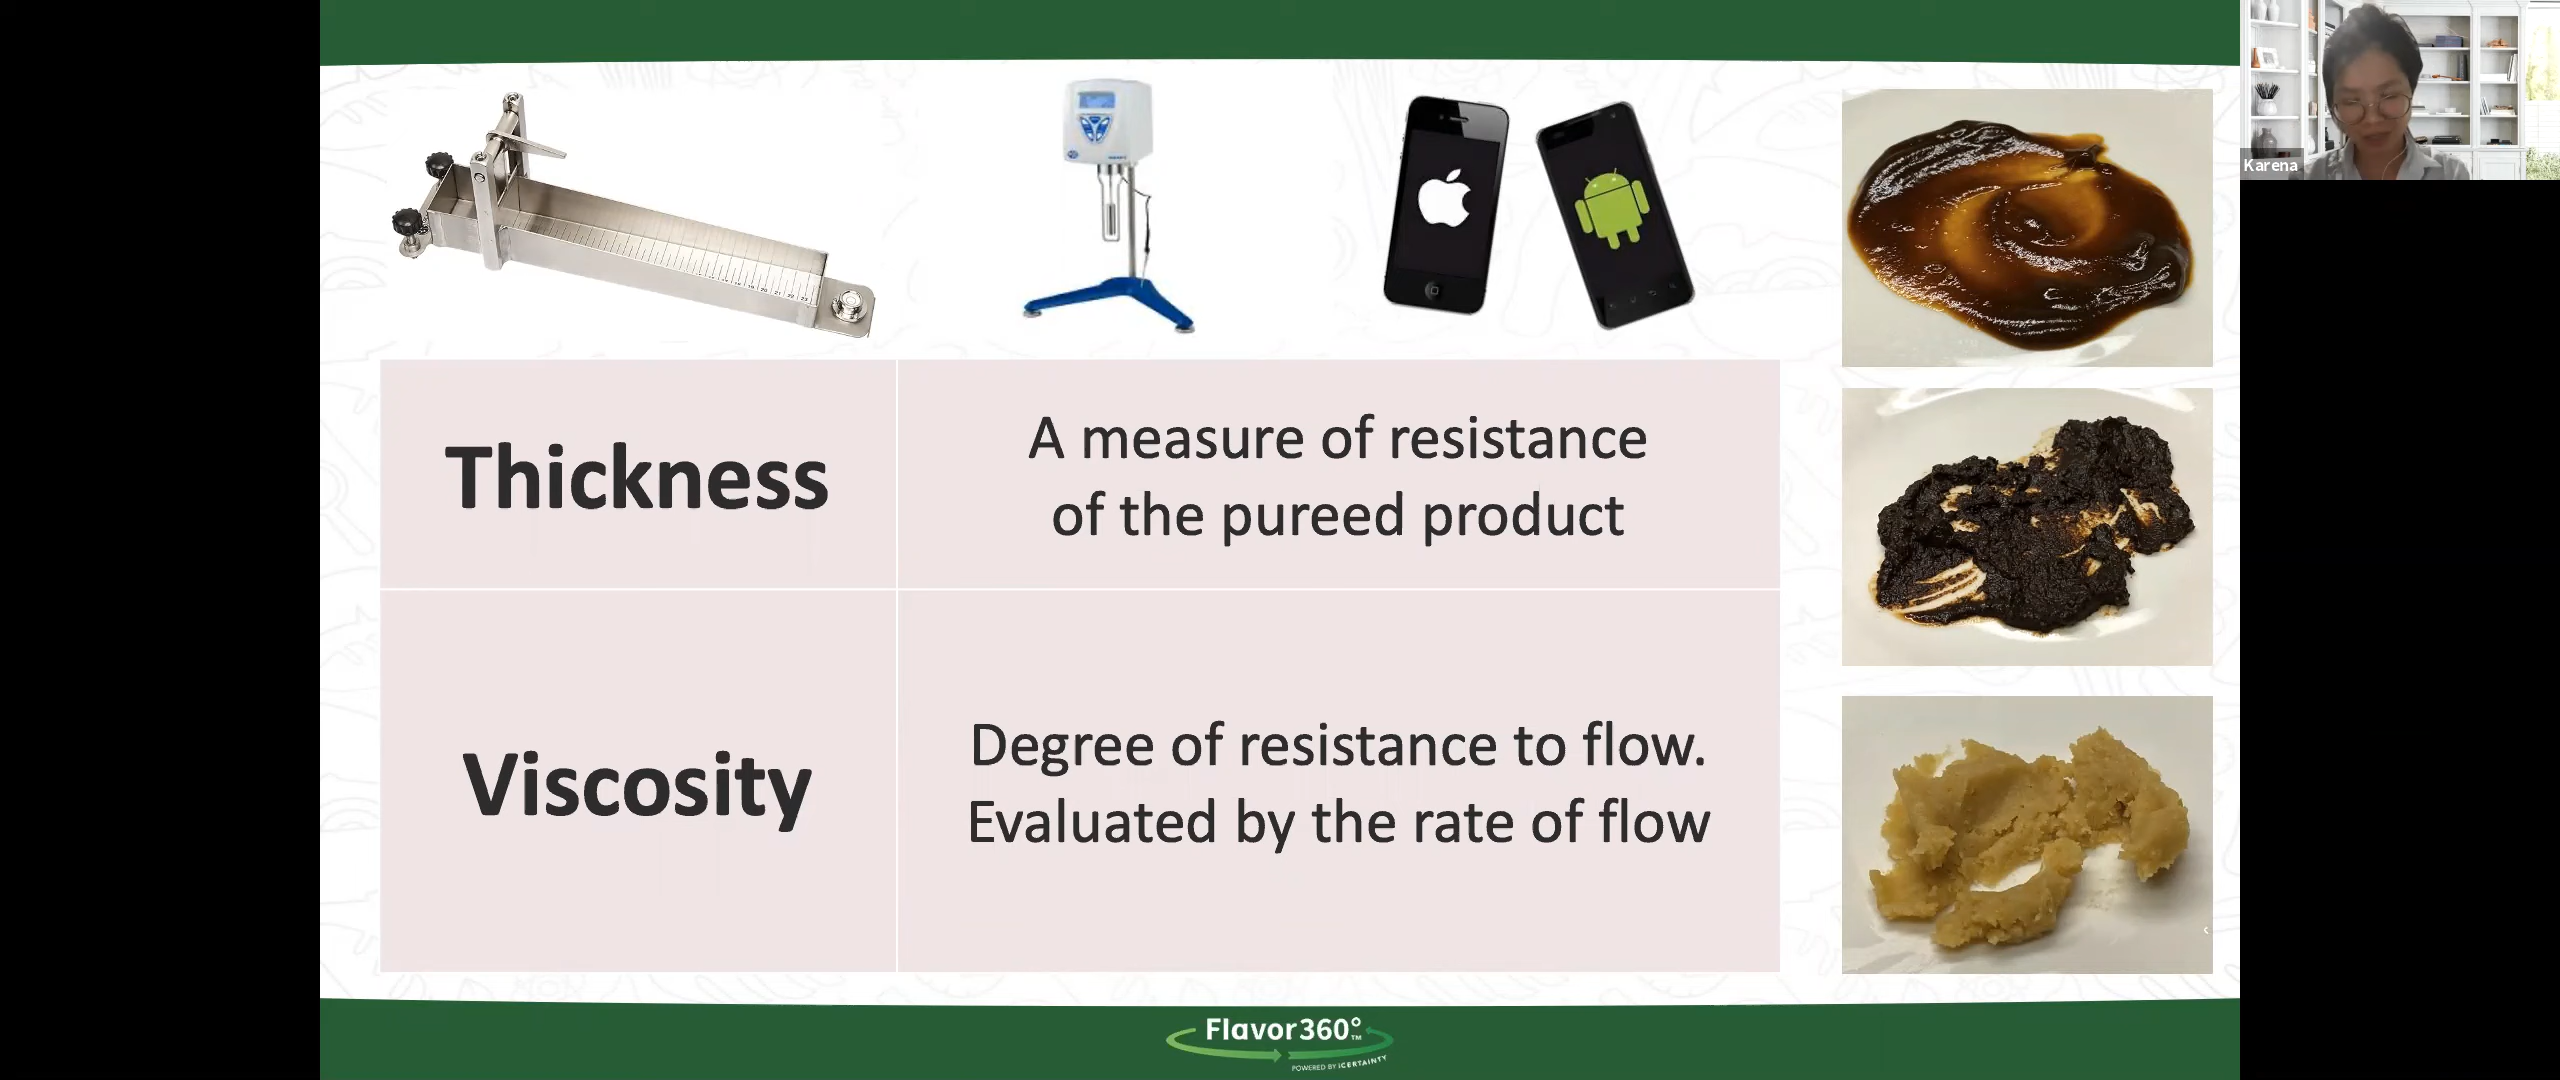 Karena
Thickness
A measure of resistance
of the pureed product
Viscosity
Degree of resistance to flow.
Evaluated by the rate of flow
Flavor360°™
POWERED BY iCERTAINTY